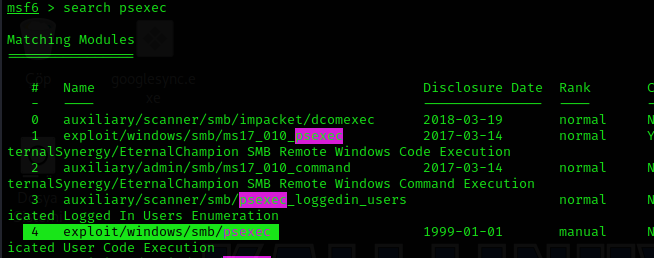 msf6 > search psexec
Matching Modules
================
# Name Disclosure Date Rank C
- ---- --------------- ---- -
0 auxiliary/scanner/smb/impacket/dcomexec 2018-03-19 normal N
1 exploit/windows/smb/ms17_010_psexec 2017-03-14 normal Y
ternalSynergy/EternalChampion SMB Remote Windows Code Execution
2 auxiliary/admin/smb/ms17_010_command 2017-03-14 normal N
ternalSynergy/EternalChampion SMB Remote Windows Command Execution
3 auxiliary/scanner/smb/psexec_loggedin_users normal N
icated Logged In Users Enumeration
4 exploit/windows/smb/psexec 1999-01-01 manual N
icated User Code Execution
googlesync.e
xe